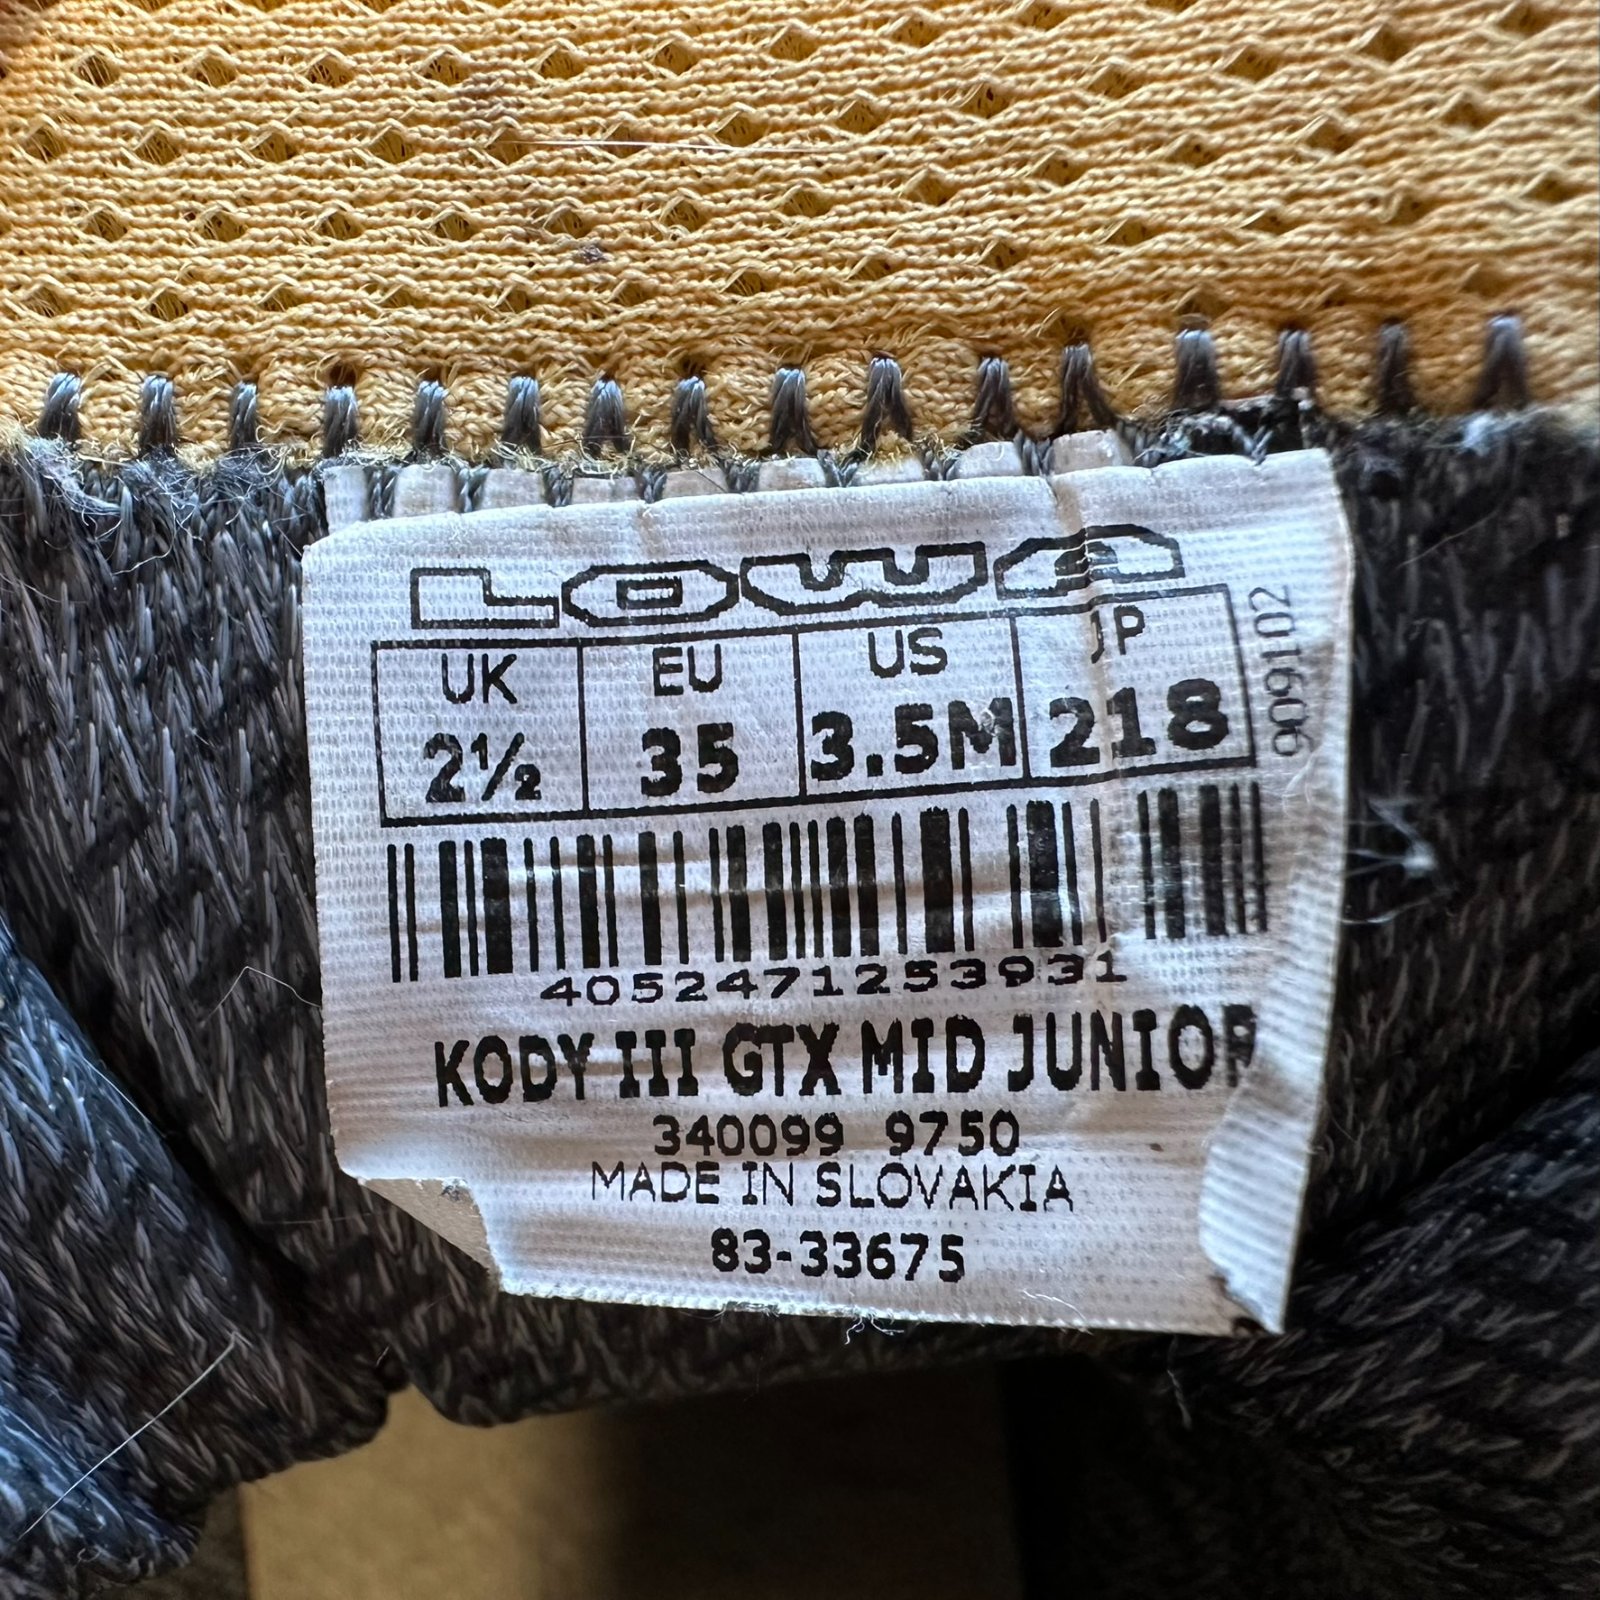 LOWA
UK EU US JP
2½ 35 3.5M 218
909102
4052471253931
KODY III GTX MID JUNIOR
340099 9750
MADE IN SLOVAKIA
83-33675